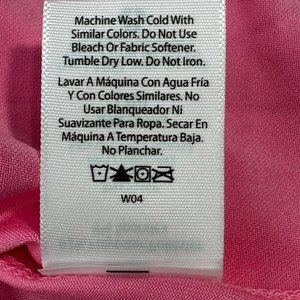 Machine Wash Cold With
Similar Colors. Do Not Use
Bleach Or Fabric Softener.
Tumble Dry Low. Do Not Iron.
Lavar A Máquina Con Agua Fría
Y Con Colores Similares. No
Usar Blanqueador Ni
Suavizante Para Ropa. Secar En
Máquina A Temperatura Baja.
No Planchar.
W04